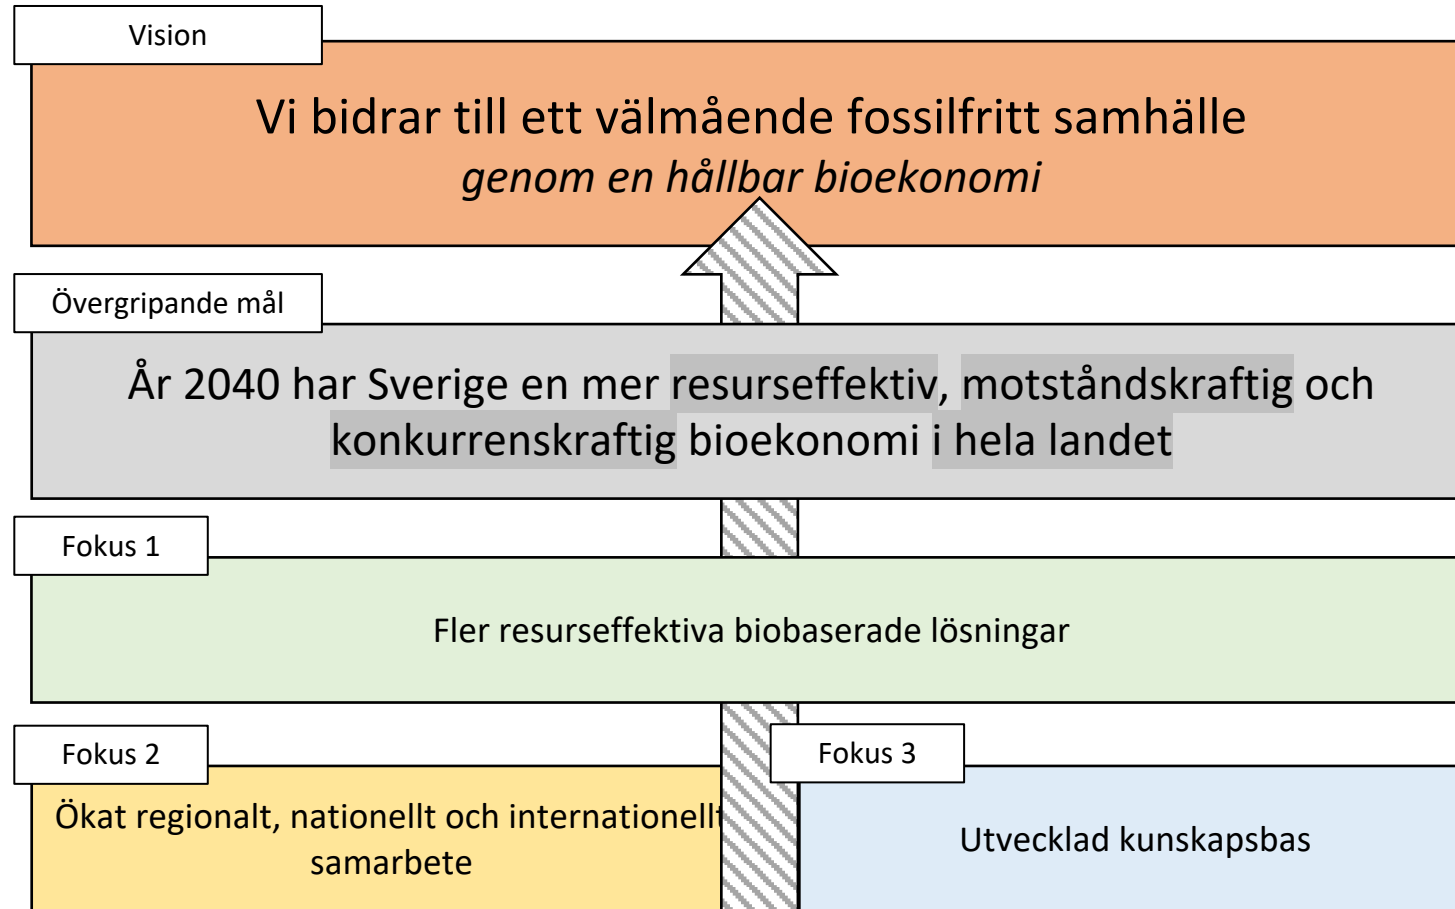 Vision
Vi bidrar till ett välmående fossilfritt samhälle
genom en hållbar bioekonomi
Övergripande mål
År 2040 har Sverige en mer resurseffektiv, motståndskraftig och
konkurrenskraftig bioekonomi i hela landet
Fokus 1
Fler resurseffektiva biobaserade lösningar
Fokus 2
Ökat regionalt, nationellt och internationellt
samarbete
Fokus 3
Utvecklad kunskapsbas